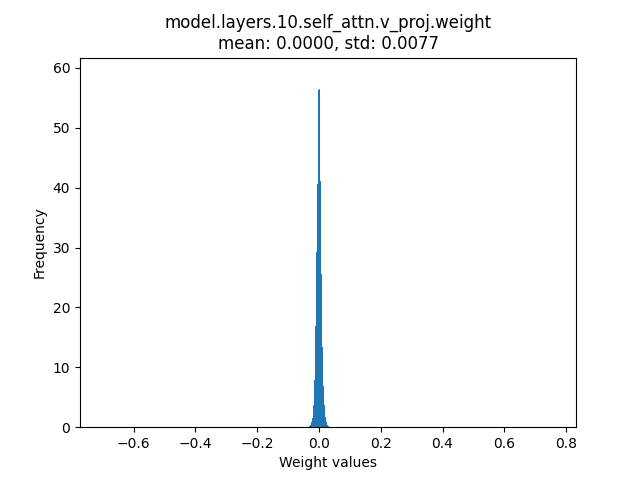 model.layers.10.self_attn.v_proj.weight
mean: 0.0000, std: 0.0077
60
50
40
30
20
10
0
Frequency
−0.6 −0.4 −0.2 0.0 0.2 0.4 0.6 0.8
Weight values